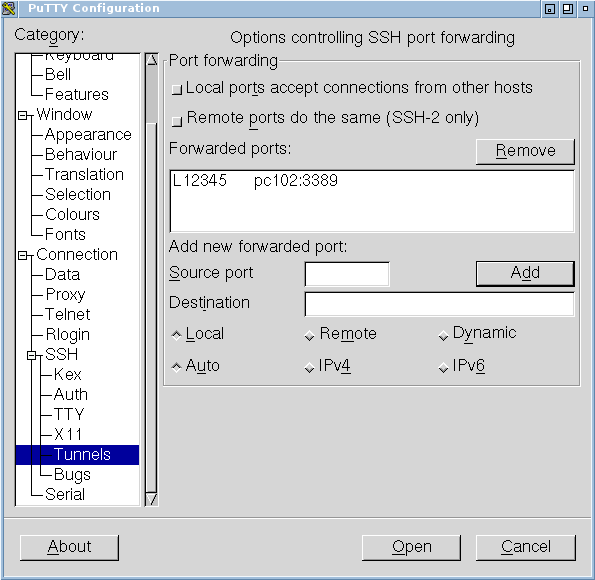 PuTTY Configuration
Category:
Keyboard
Bell
Features
Window
Appearance
Behaviour
Translation
Selection
Colours
Fonts
Connection
Data
Proxy
Telnet
Rlogin
SSH
Kex
Auth
TTY
X11
Tunnels
Bugs
Serial
Options controlling SSH port forwarding
Port forwarding
Local ports accept connections from other hosts
Remote ports do the same (SSH-2 only)
Forwarded ports:
Remove
L12345 pc102:3389
Add new forwarded port:
Source port
Add
Destination
Local Remote Dynamic
Auto IPv4 IPv6
About Open Cancel